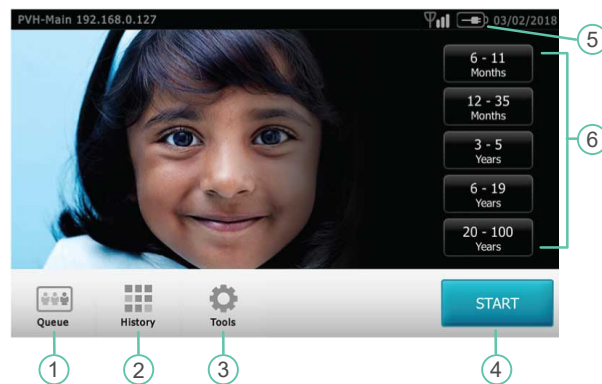 PVH-Main 192.168.0.127
03/02/2018
5
6 - 11
Months
12 - 35
Months
3 - 5
Years
6 - 19
Years
20 - 100
Years
6
Queue
History
Tools
START
1
2
3
4